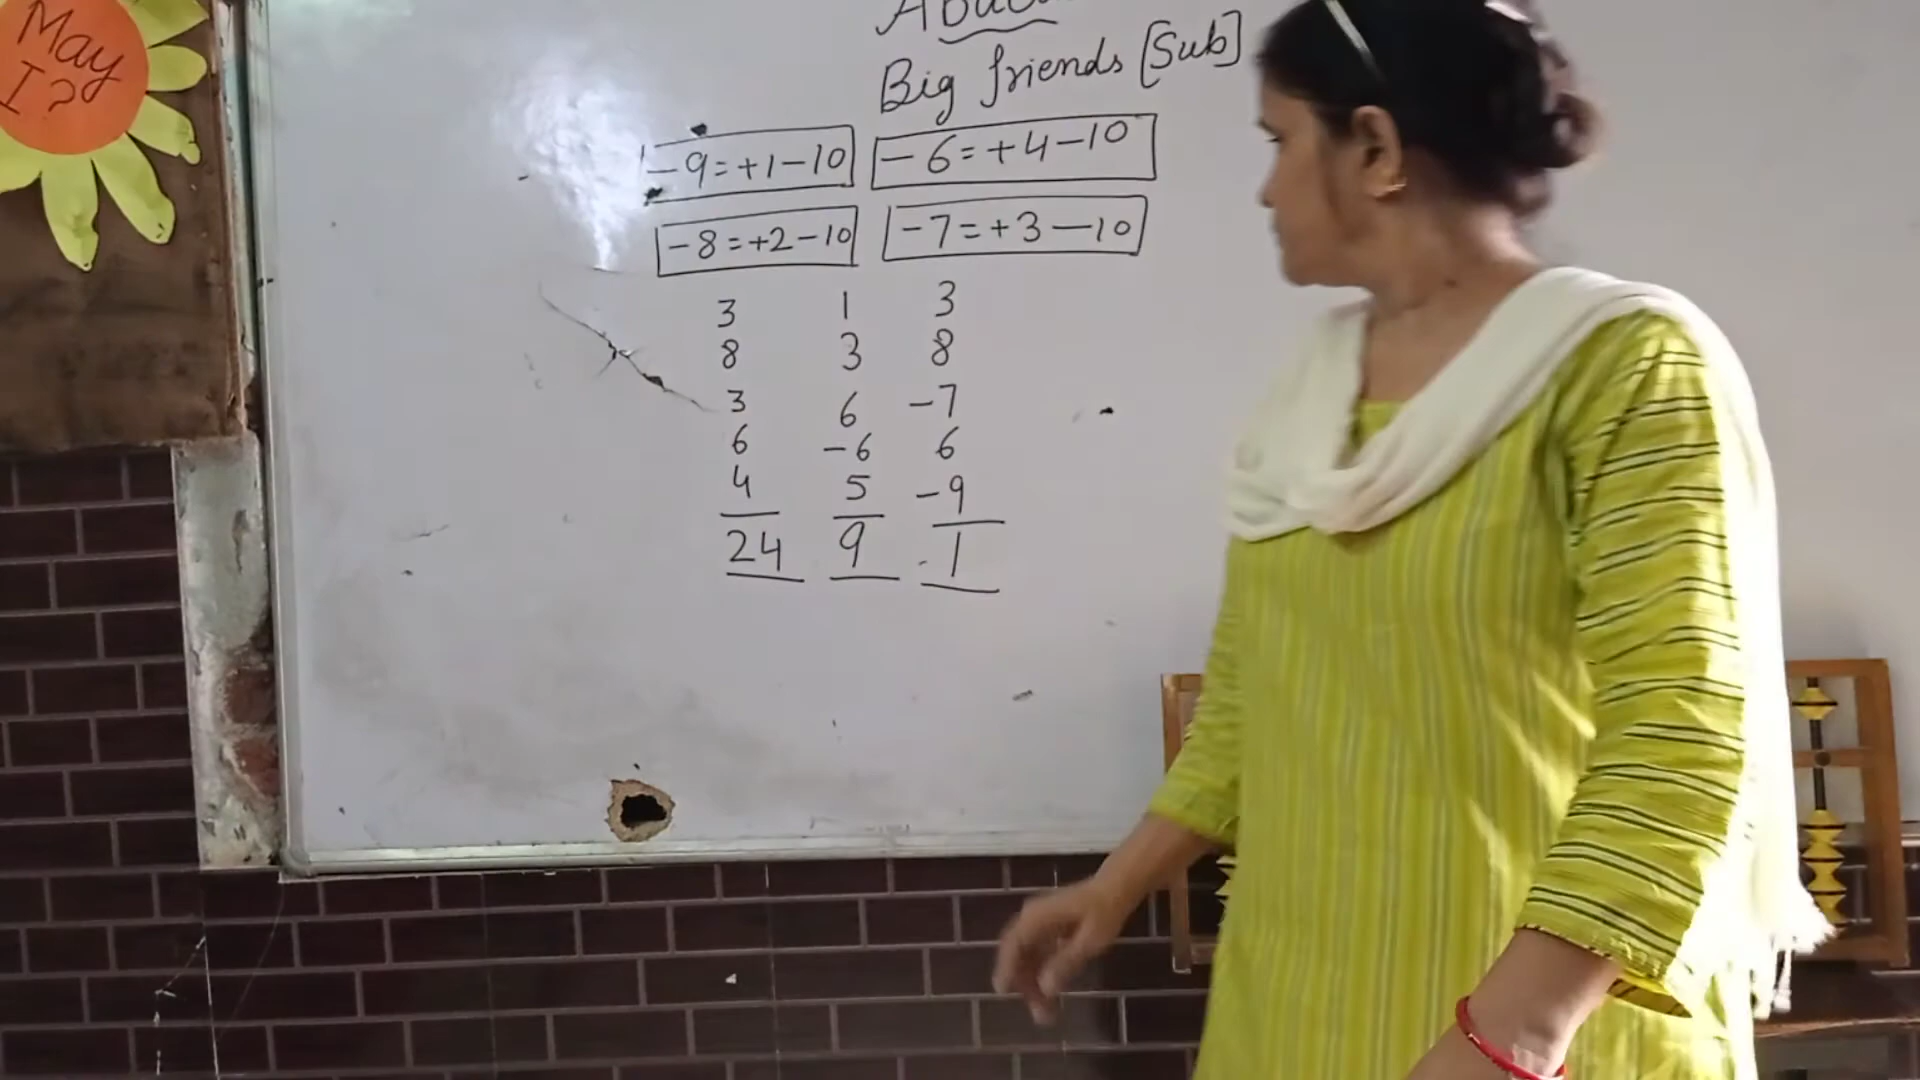 May
I?
Big friends [Sub]
-9=+1-10 -6=+4-10
-8=+2-10 -7=+3-10
3 1 3
8 3 8
3 6 -7
6 -6 6
4 5 -9
24 9 1